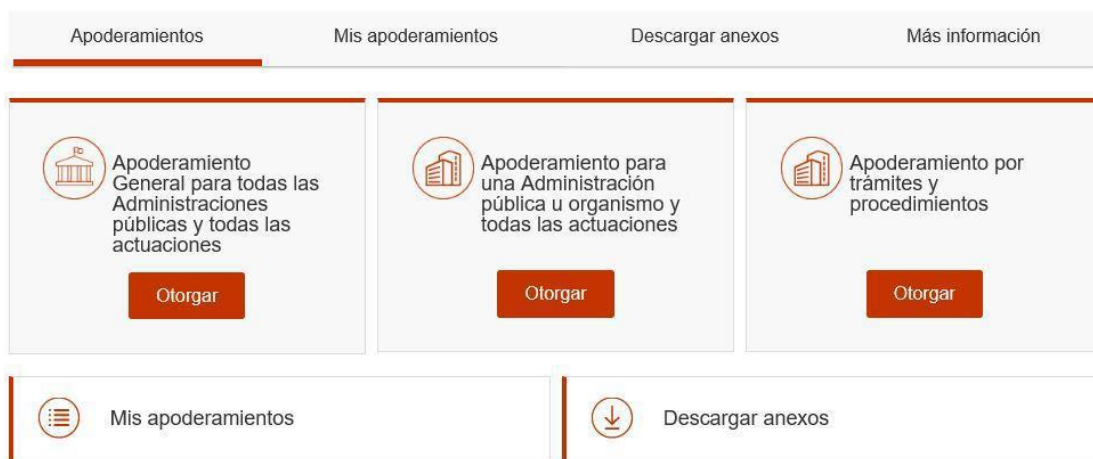 Apoderamientos
Mis apoderamientos
Descargar anexos
Más información
Apoderamiento
General para todas las
Administraciones
públicas y todas las
actuaciones
Otorgar
Apoderamiento para
una Administración
pública u organismo y
todas las actuaciones
Otorgar
Apoderamiento por
trámites y
procedimientos
Otorgar
Mis apoderamientos
Descargar anexos